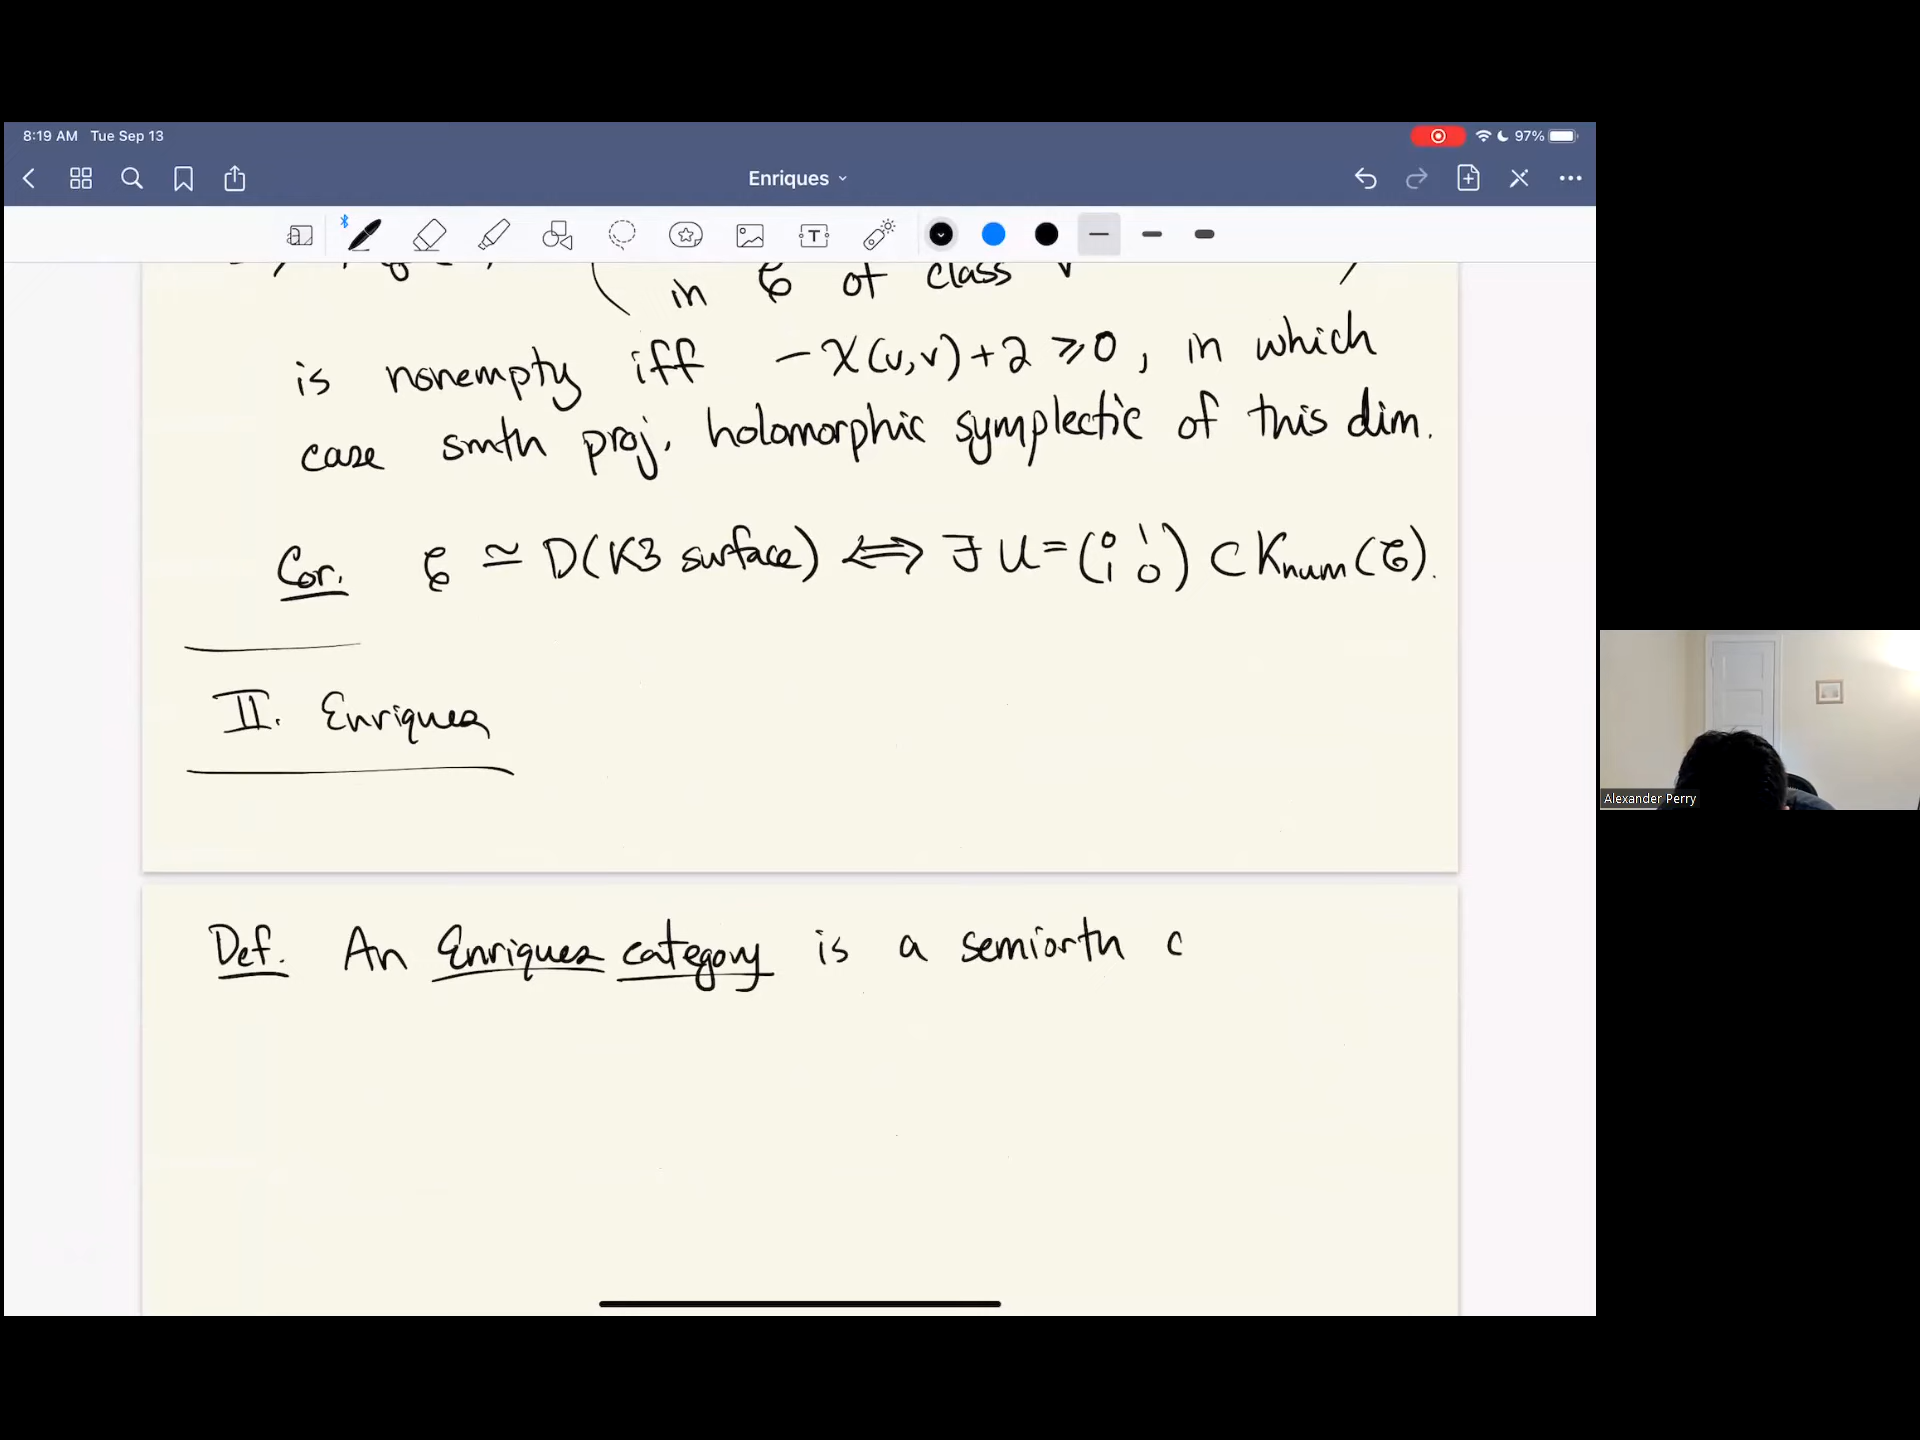 8:19 AM Tue Sep 13
97%
Enriques
in 𝒞 of class v
is nonempty iff −χ(v,v)+2 ≥ 0, in which
case smth proj. holomorphic symplectic of this dim.
Cor. 𝒞 ≃ D(K3 surface) ⟺ ∃ U = (0 1 1 0) ⊂ Knum(𝒞).
II. Enriques
Def. An Enriques category is a semiorth c
Alexander Perry